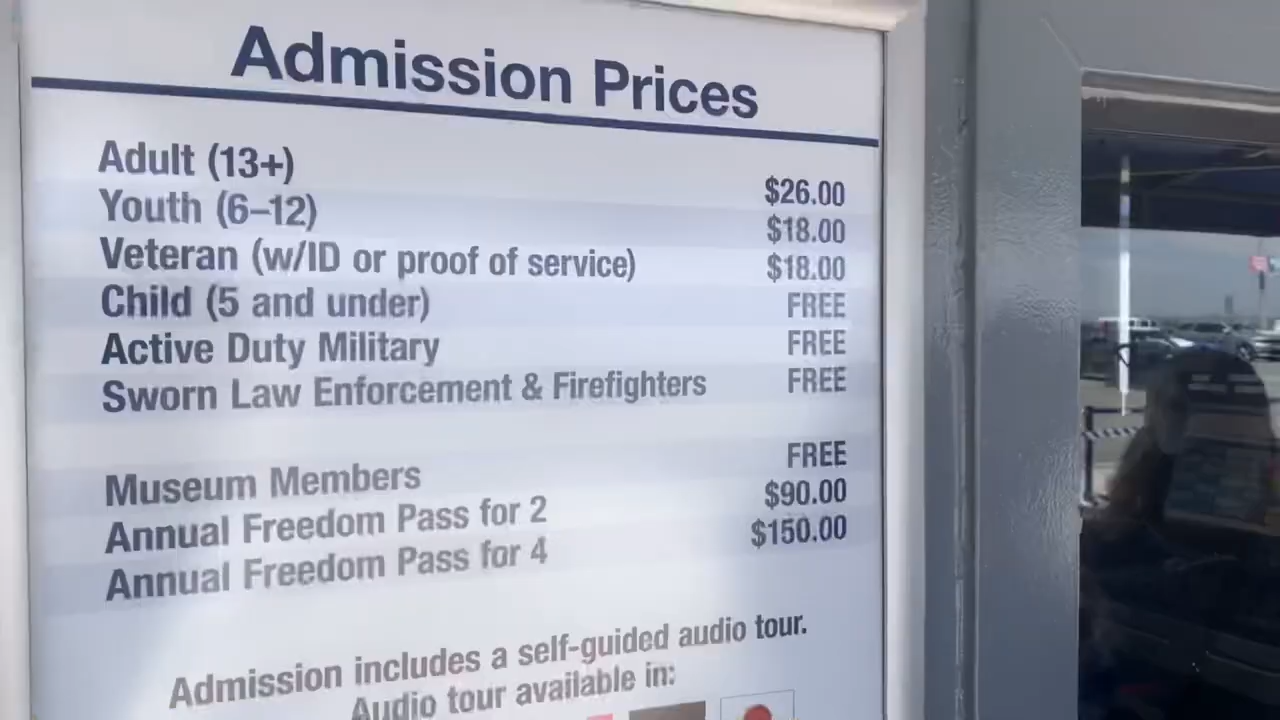 Admission Prices
Adult (13+) $26.00
Youth (6–12) $18.00
Veteran (w/ID or proof of service) $18.00
Child (5 and under) FREE
Active Duty Military FREE
Sworn Law Enforcement & Firefighters FREE
Museum Members FREE
Annual Freedom Pass for 2 $90.00
Annual Freedom Pass for 4 $150.00
Admission includes a self-guided audio tour.
Audio tour available in: